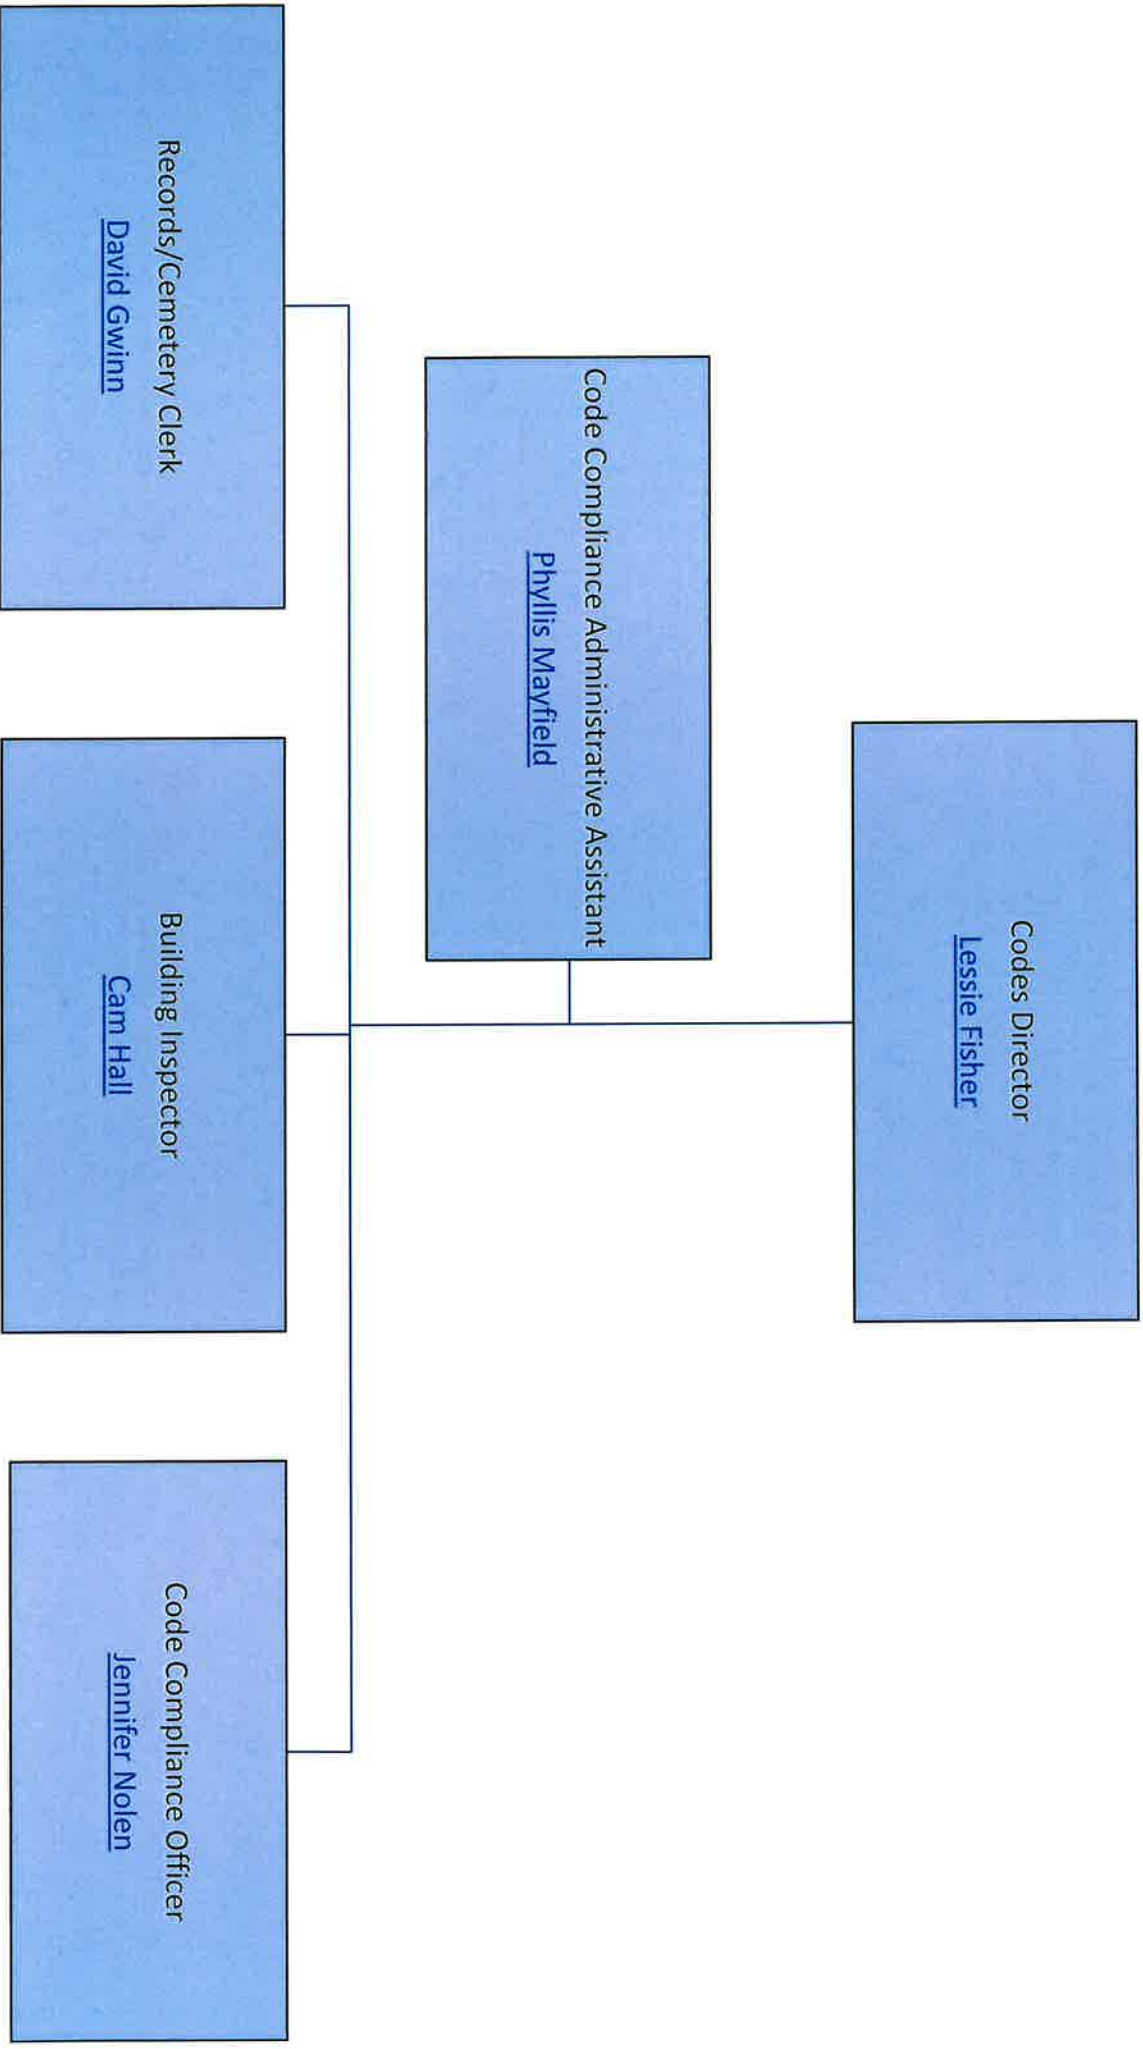 Codes Director
Lessie Fisher
Code Compliance Administrative Assistant
Phyllis Mayfield
Records/Cemetery Clerk
David Gwinn
Building Inspector
Cam Hall
Code Compliance Officer
Jennifer Nolen